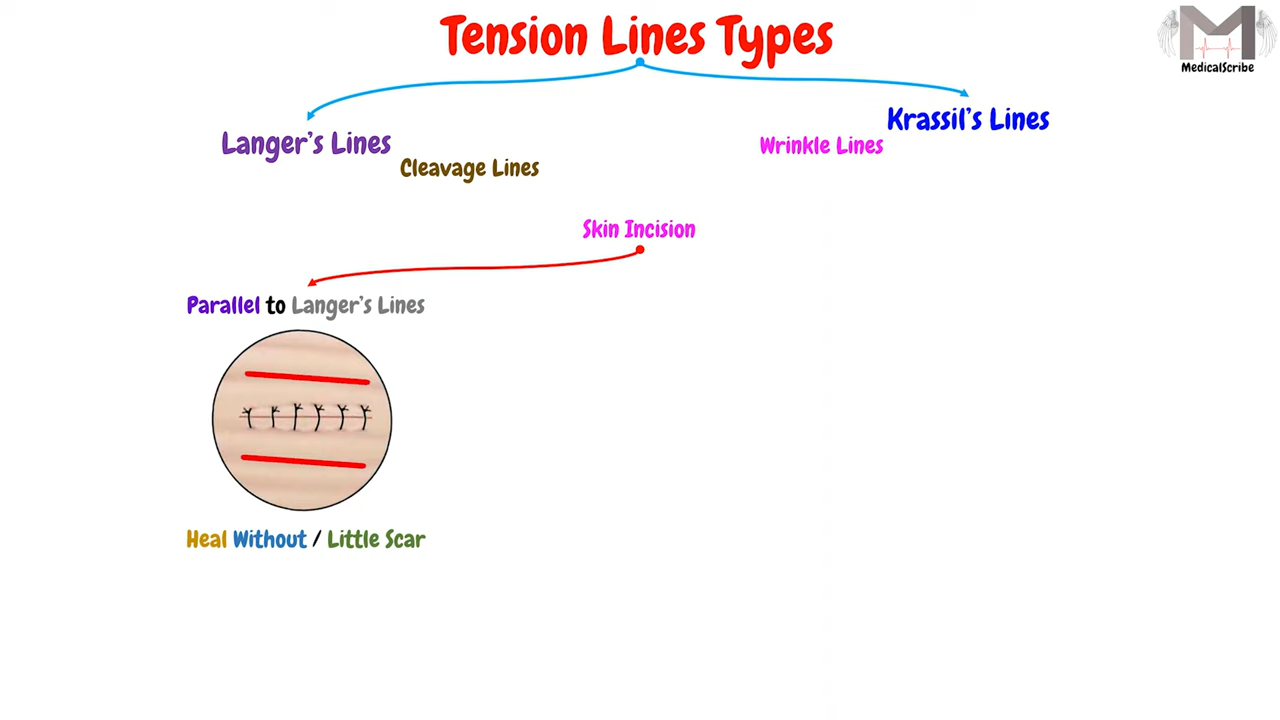 Tension Lines Types
MedicalScribe
Langer's Lines
Cleavage Lines
Krassil's Lines
Wrinkle Lines
Skin Incision
Parallel to Langer's Lines
Heal Without / Little Scar